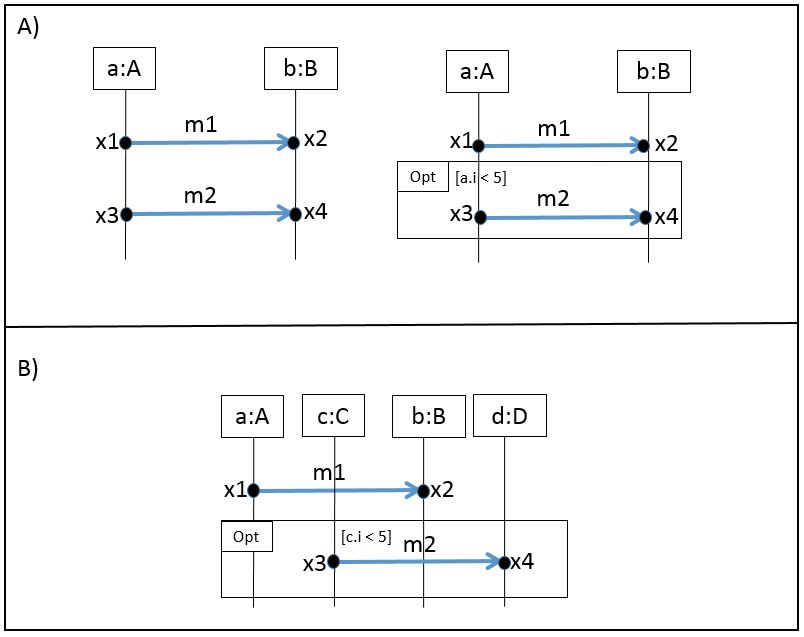 A)
a:A b:B a:A b:B
x1 m1 x2 x1 m1 x2
Opt [a.i < 5]
x3 m2 x4 x3 m2 x4
B)
a:A c:C b:B d:D
x1 m1 x2
Opt [c.i < 5]
x3 m2 x4